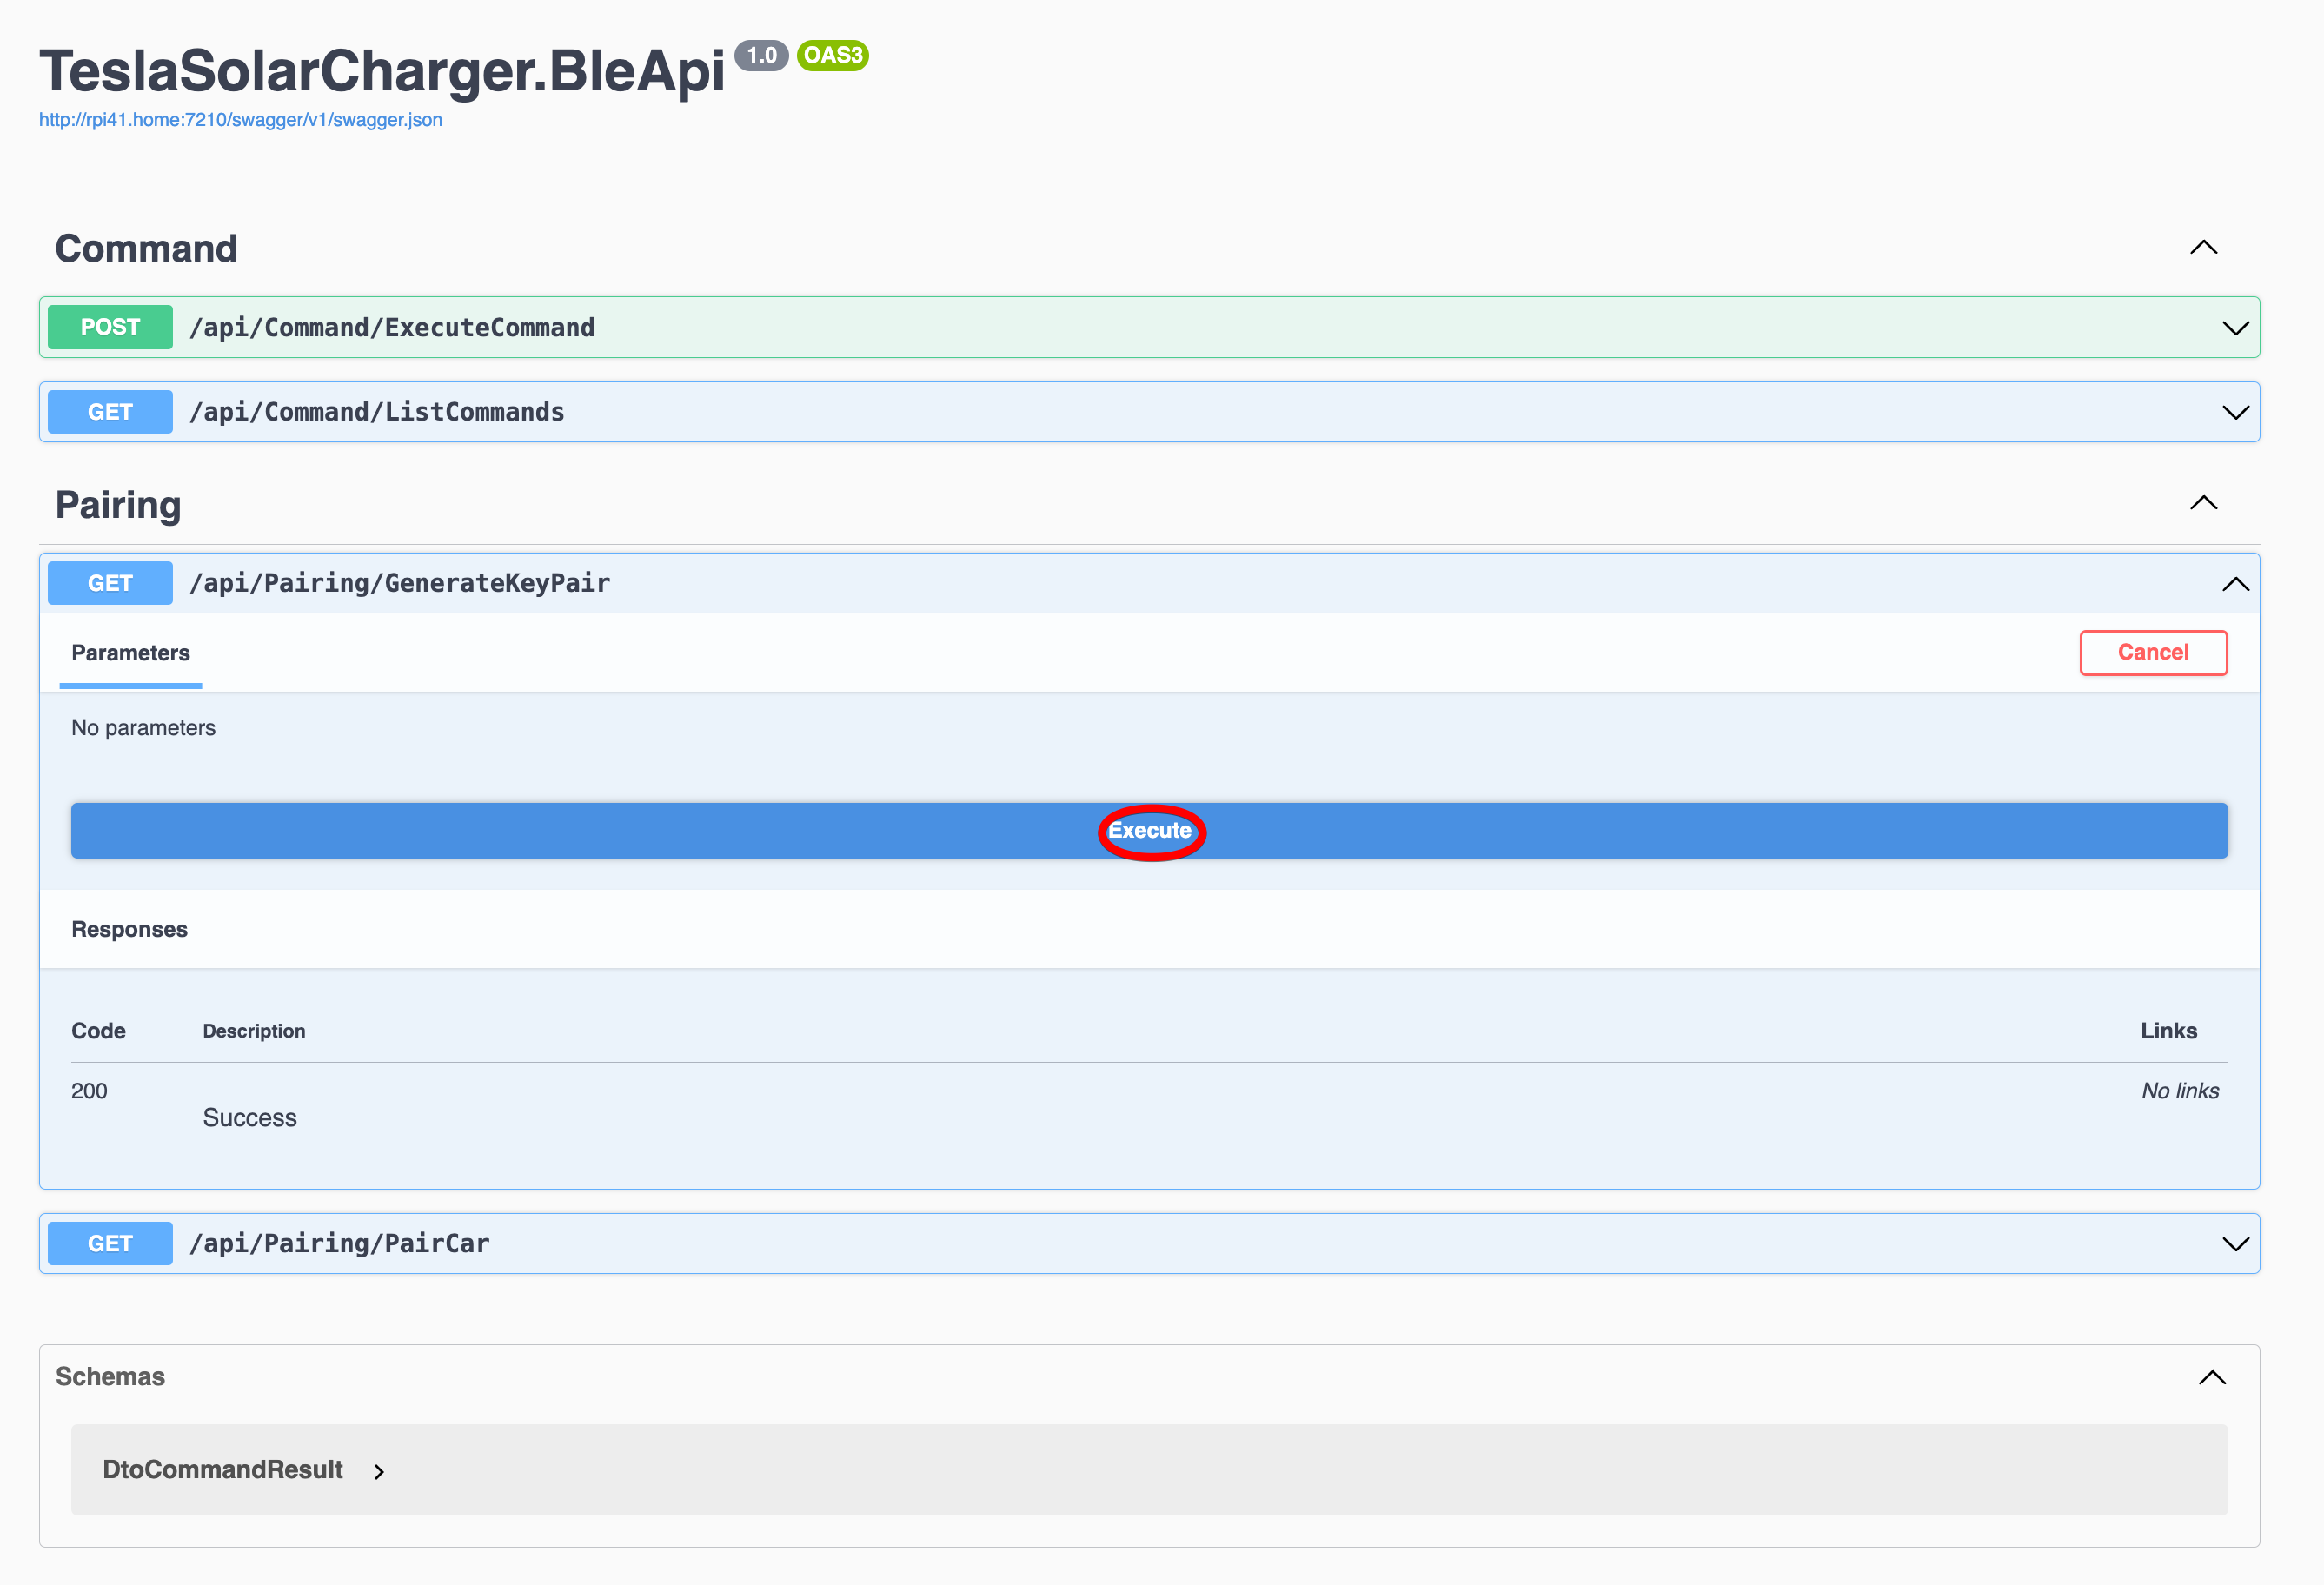 TeslaSolarCharger.BleApi 1.0 OAS3
http://rpi41.home:7210/swagger/v1/swagger.json
Command
POST /api/Command/ExecuteCommand
GET /api/Command/ListCommands
Pairing
GET /api/Pairing/GenerateKeyPair
Parameters Cancel
No parameters
Execute
Responses
Code Description Links
200 No links
Success
GET /api/Pairing/PairCar
Schemas
DtoCommandResult